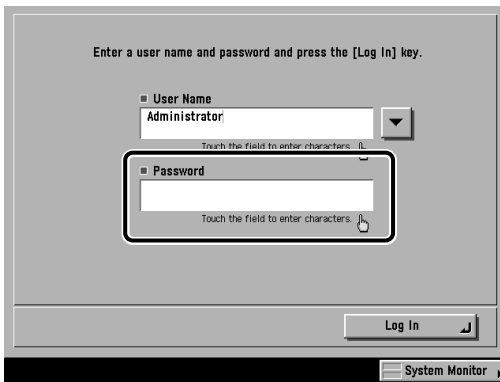 Enter a user name and password and press the [Log In] key.
User Name
Administrator
Touch the field to enter characters.
Password
Touch the field to enter characters.
Log In
System Monitor